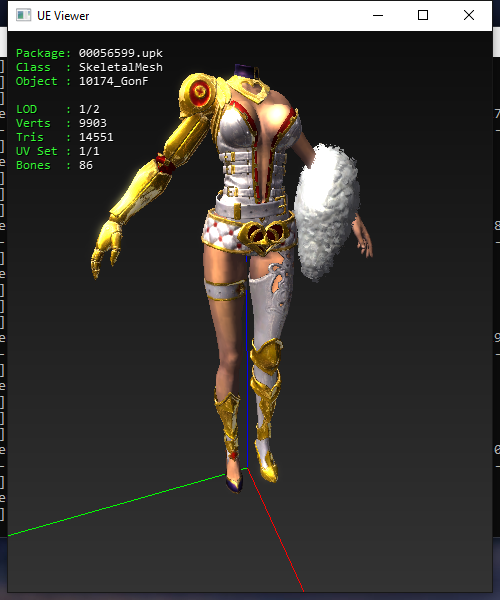 UE Viewer
Package: 00056599.upk
Class : SkeletalMesh
Object : 10174_GonF
LOD : 1/2
Verts : 9903
Tris : 14551
UV Set : 1/1
Bones : 86